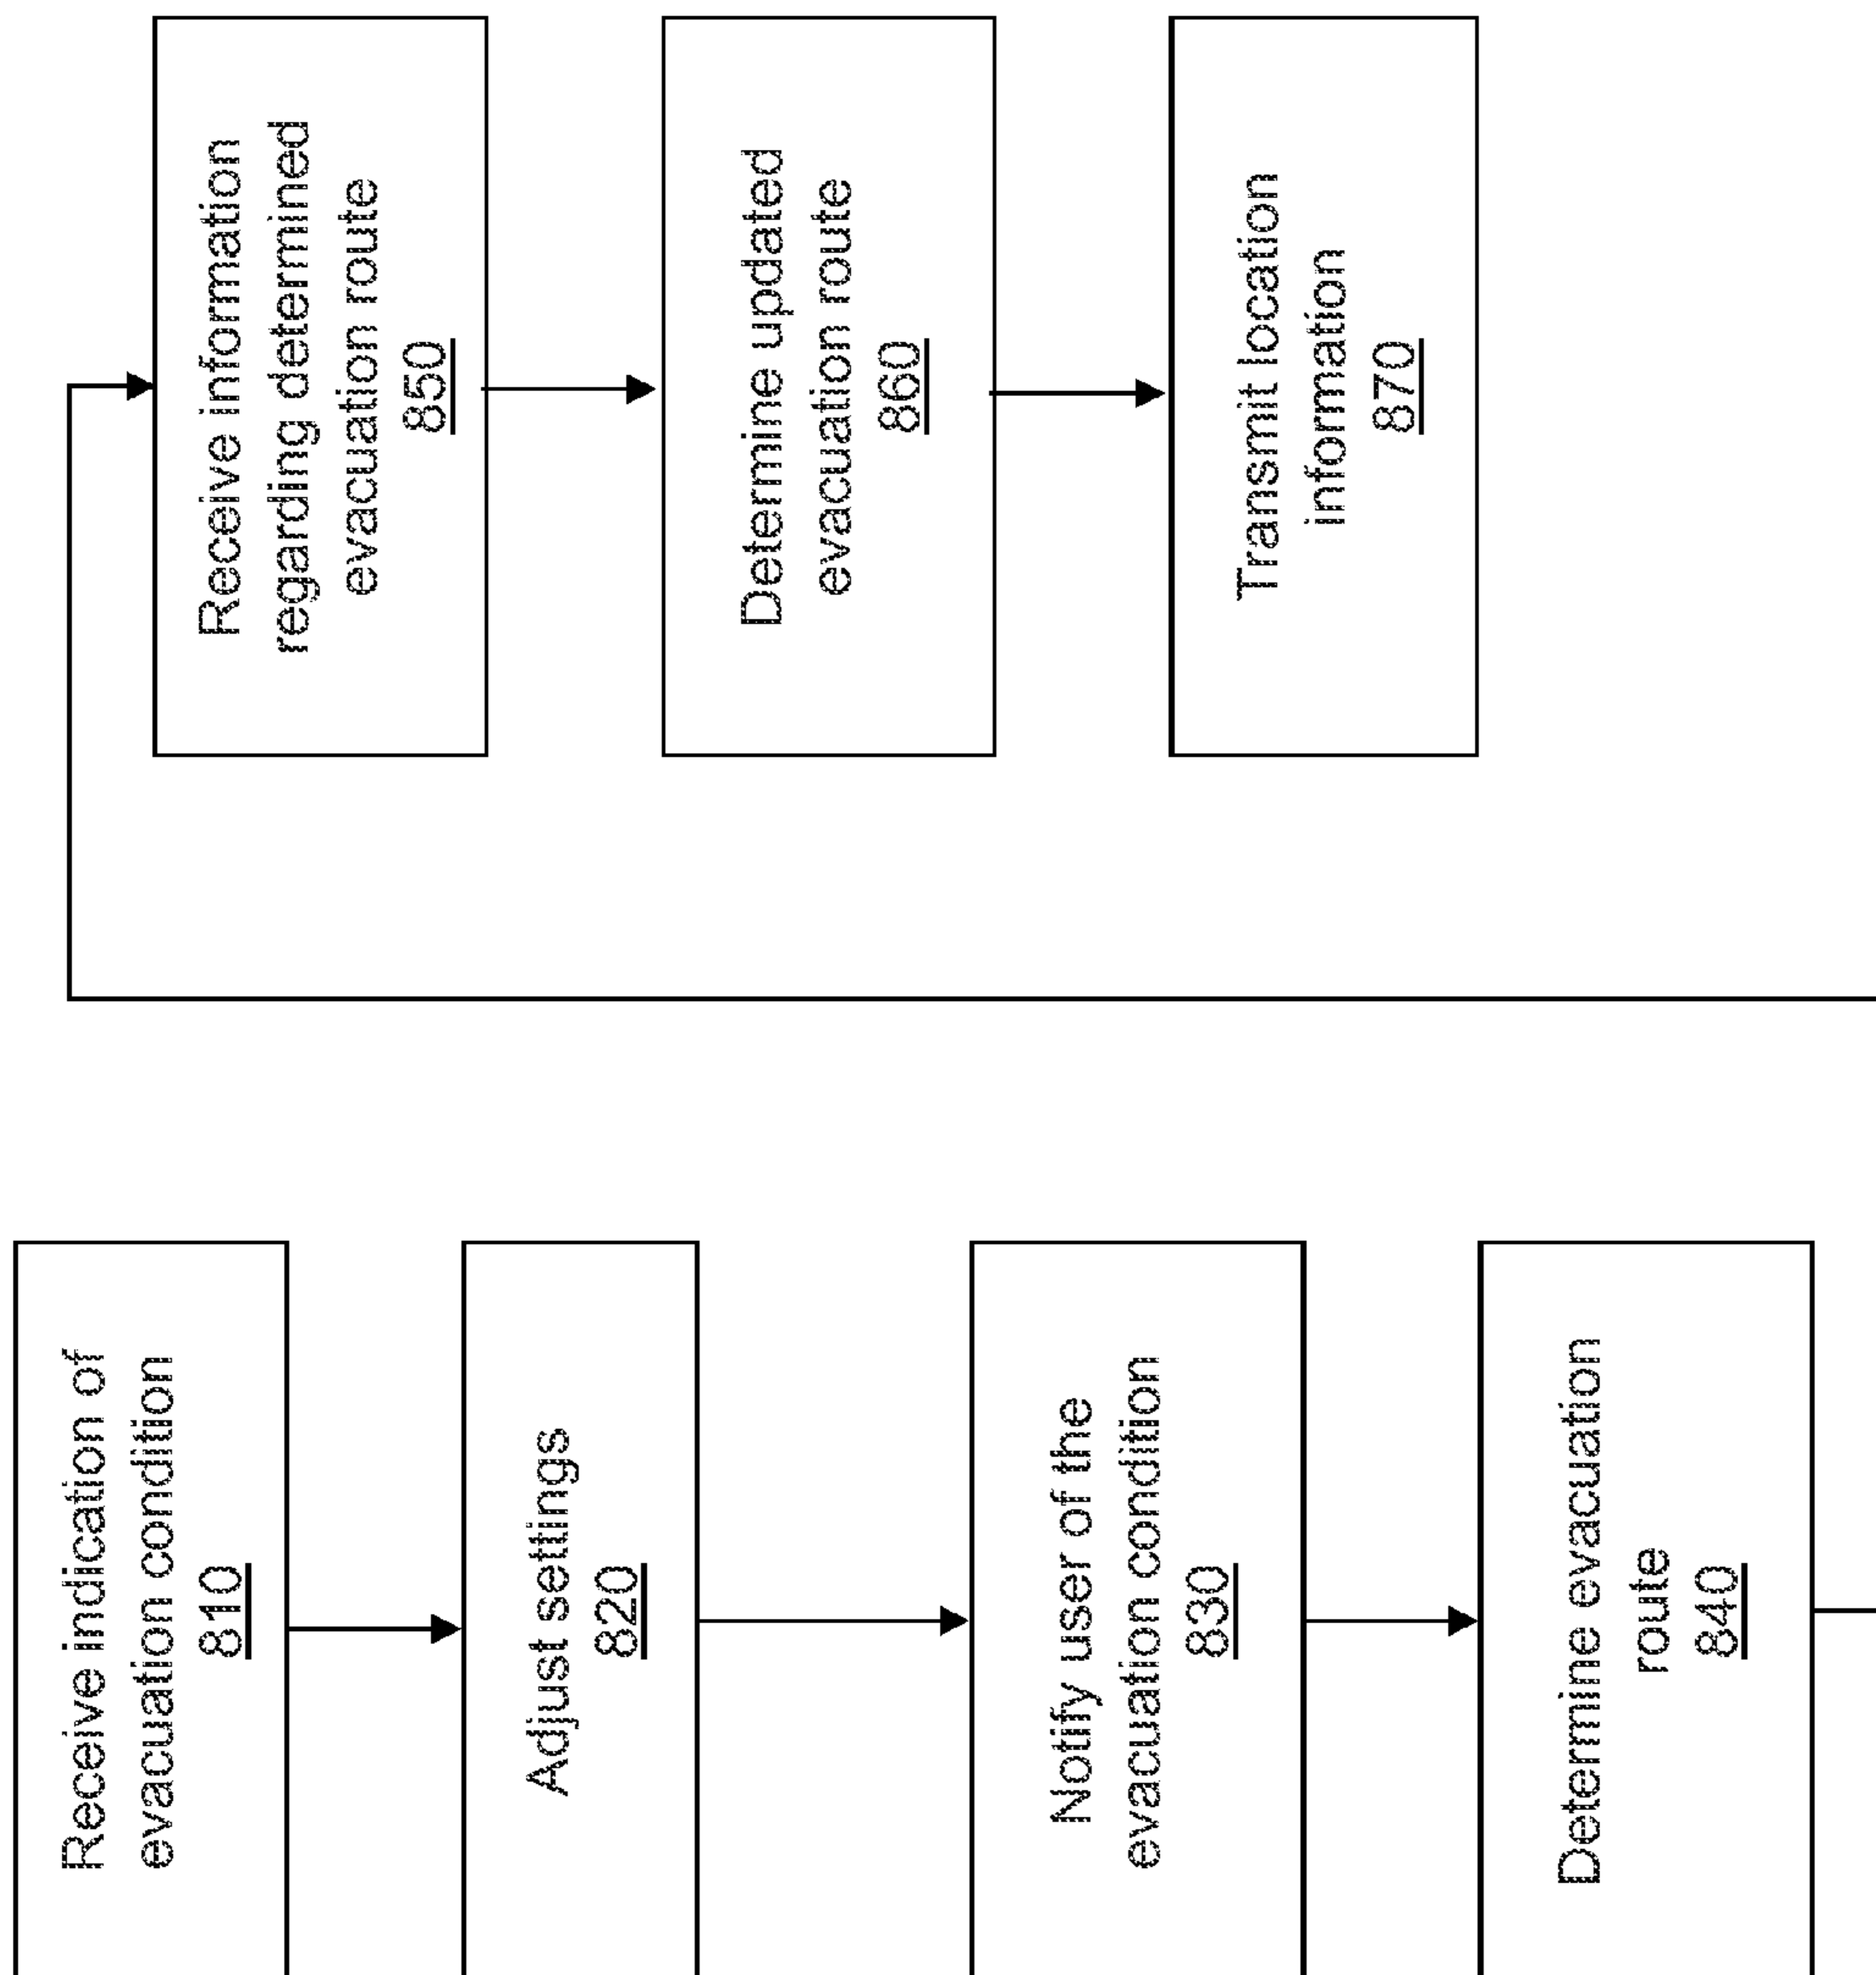 Receive indication of
evacuation condition
810
Adjust settings
820
Notify user of the
evacuation condition
830
Determine evacuation
route
840
Receive information
regarding determined
evacuation route
850
Determine updated
evacuation route
860
Transmit location
information
870